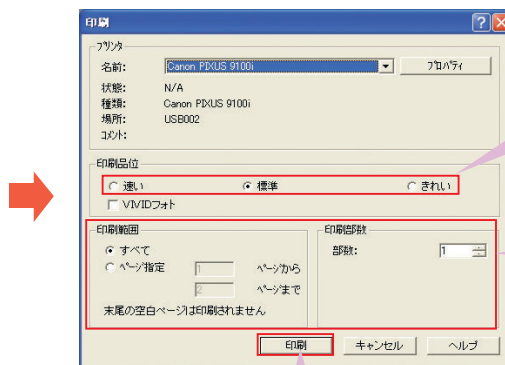 印刷
プリンタ
名前: Canon PIXUS 9100i プロパティ
状態: N/A
種類: Canon PIXUS 9100i
場所: USB002
コメント:
印刷品位
速い 標準 きれい
VIVIDフォト
印刷範囲
すべて
ページ指定 1 ページから
2 ページまで
末尾の空白ページは印刷されません
印刷部数
部数: 1
印刷 キャンセル ヘルプ